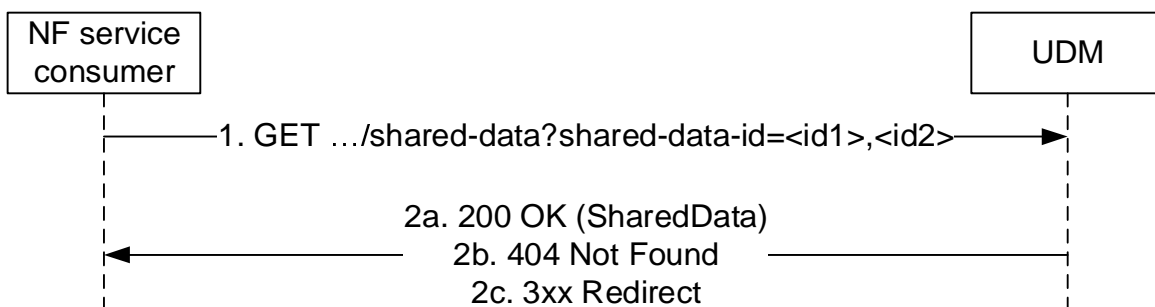 NF service
consumer
UDM
1. GET …/shared-data?shared-data-id=<id1>,<id2>
2a. 200 OK (SharedData)
2b. 404 Not Found
2c. 3xx Redirect